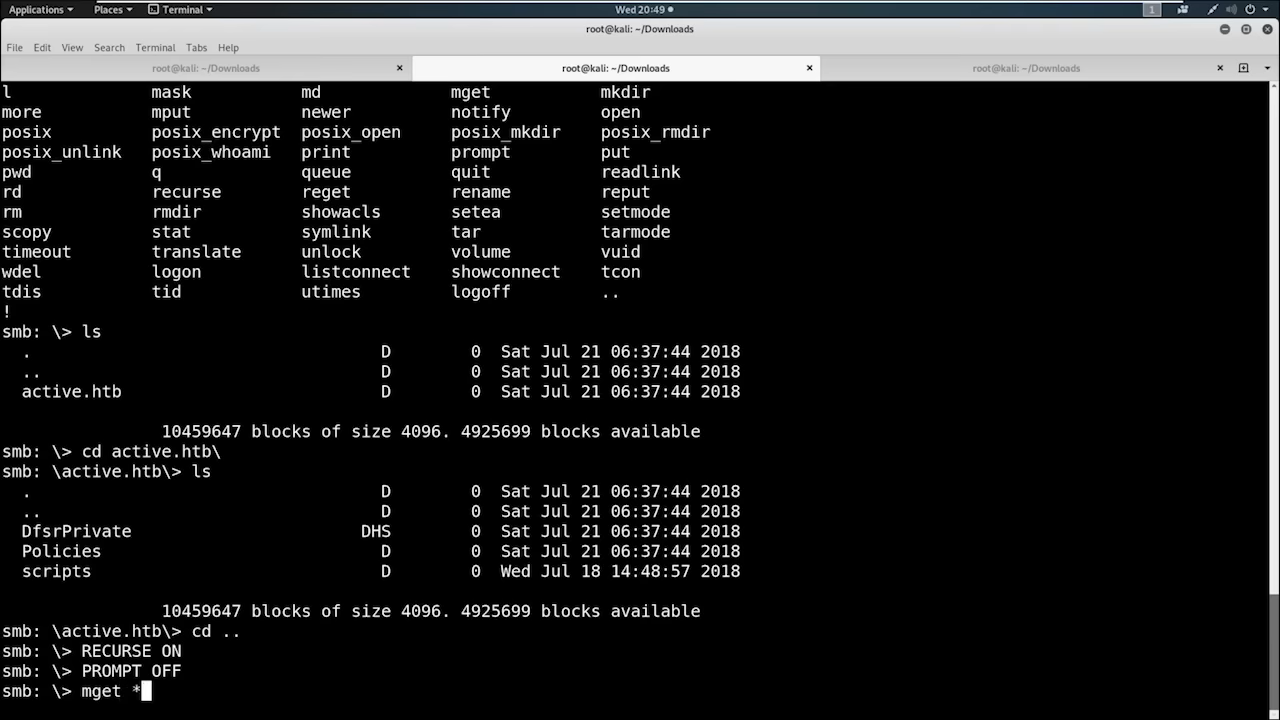 Applications Places Terminal Wed 20:49 1
root@kali: ~/Downloads
File Edit View Search Terminal Tabs Help
root@kali: ~/Downloads root@kali: ~/Downloads root@kali: ~/Downloads
l mask md mget mkdir
more mput newer notify open
posix posix_encrypt posix_open posix_mkdir posix_rmdir
posix_unlink posix_whoami print prompt put
pwd q queue quit readlink
rd recurse reget rename reput
rm rmdir showacls setea setmode
scopy stat symlink tar tarmode
timeout translate unlock volume vuid
wdel logon listconnect showconnect tcon
tdis tid utimes logoff ..
!
smb: \> ls
. D 0 Sat Jul 21 06:37:44 2018
.. D 0 Sat Jul 21 06:37:44 2018
active.htb D 0 Sat Jul 21 06:37:44 2018
10459647 blocks of size 4096. 4925699 blocks available
smb: \> cd active.htb\
smb: \active.htb\> ls
. D 0 Sat Jul 21 06:37:44 2018
.. D 0 Sat Jul 21 06:37:44 2018
DfsrPrivate DHS 0 Sat Jul 21 06:37:44 2018
Policies D 0 Sat Jul 21 06:37:44 2018
scripts D 0 Wed Jul 18 14:48:57 2018
10459647 blocks of size 4096. 4925699 blocks available
smb: \active.htb\> cd ..
smb: \> RECURSE ON
smb: \> PROMPT OFF
smb: \> mget *